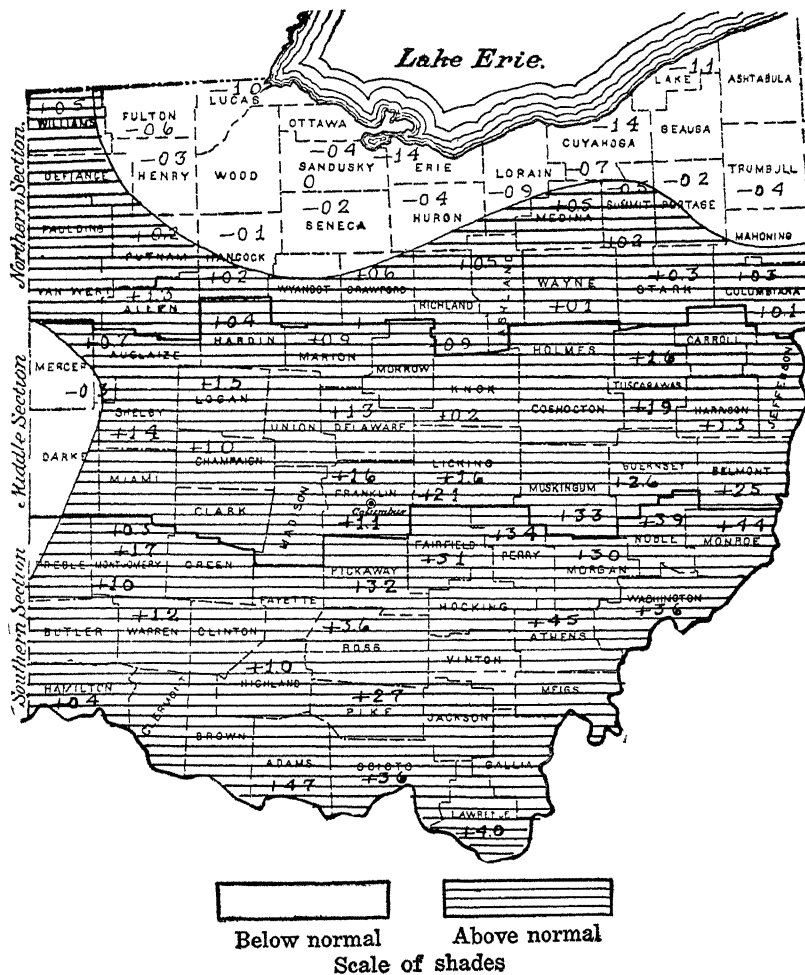 Lake Erie.
-1.0
LUCAS
LAKE -1.1
ASHTABULA
+0.5
WILLIAMS
FULTON
-0.6
OTTAWA
-0.4
SANDUSKY
0
-1.4
ERIE
-1.4
CUYAHOGA
GEAUGA
-0.3
HENRY
WOOD
LORAIN
-0.9
-0.7
-0.5
SUMMIT
-0.2
PORTAGE
TRUMBULL
-0.4
Northern Section.
DEFIANCE
-0.2
SENECA
-0.4
HURON
+0.5
MEDINA
PAULDING
+0.2
PUTNAM
-0.1
HANCOCK
+0.2
MAHONING
+0.2
WYANDOT
+0.6
CRAWFORD
+0.5
ASHLAND
WAYNE
+0.1
+0.3
STARK
+0.3
COLUMBIANA
VAN WERT
+1.3
ALLEN
RICHLAND
+0.1
+0.4
HARDIN
+0.7
AUGLAIZE
+0.9
MARION
MORROW
+0.9
HOLMES
+1.6
CARROLL
JEFFERSON
MERCER
-0.3
+1.5
LOGAN
KNOX
+0.2
TUSCARAWAS
+1.9
HARRISON
+1.3
Middle Section
SHELBY
+1.4
UNION
+1.3
DELAWARE
COSHOCTON
DARKE
+1.0
CHAMPAIGN
MIAMI
+1.6
FRANKLIN
Columbus
+1.1
LICKING
+1.6
+2.1
MUSKINGUM
+3.3
GUERNSEY
+2.6
BELMONT
+2.5
CLARK
MADISON
+0.3
+1.7
PREBLE
MONTGOMERY
+1.0
GREEN
FAIRFIELD
+3.1
+3.4
PERRY
+3.0
MORGAN
+3.9
NOBLE
+4.4
MONROE
PICKAWAY
+3.2
Southern Section
FAYETTE
HOCKING
WASHINGTON
+3.6
BUTLER
+1.2
WARREN
CLINTON
+3.6
ROSS
+4.5
ATHENS
VINTON
+1.0
HIGHLAND
HAMILTON
+0.4
CLERMONT
+2.7
PIKE
JACKSON
MEIGS
BROWN
ADAMS
+4.7
SCIOTO
+3.6
GALLIA
LAWRENCE
+4.0
Below normal
Above normal
Scale of shades